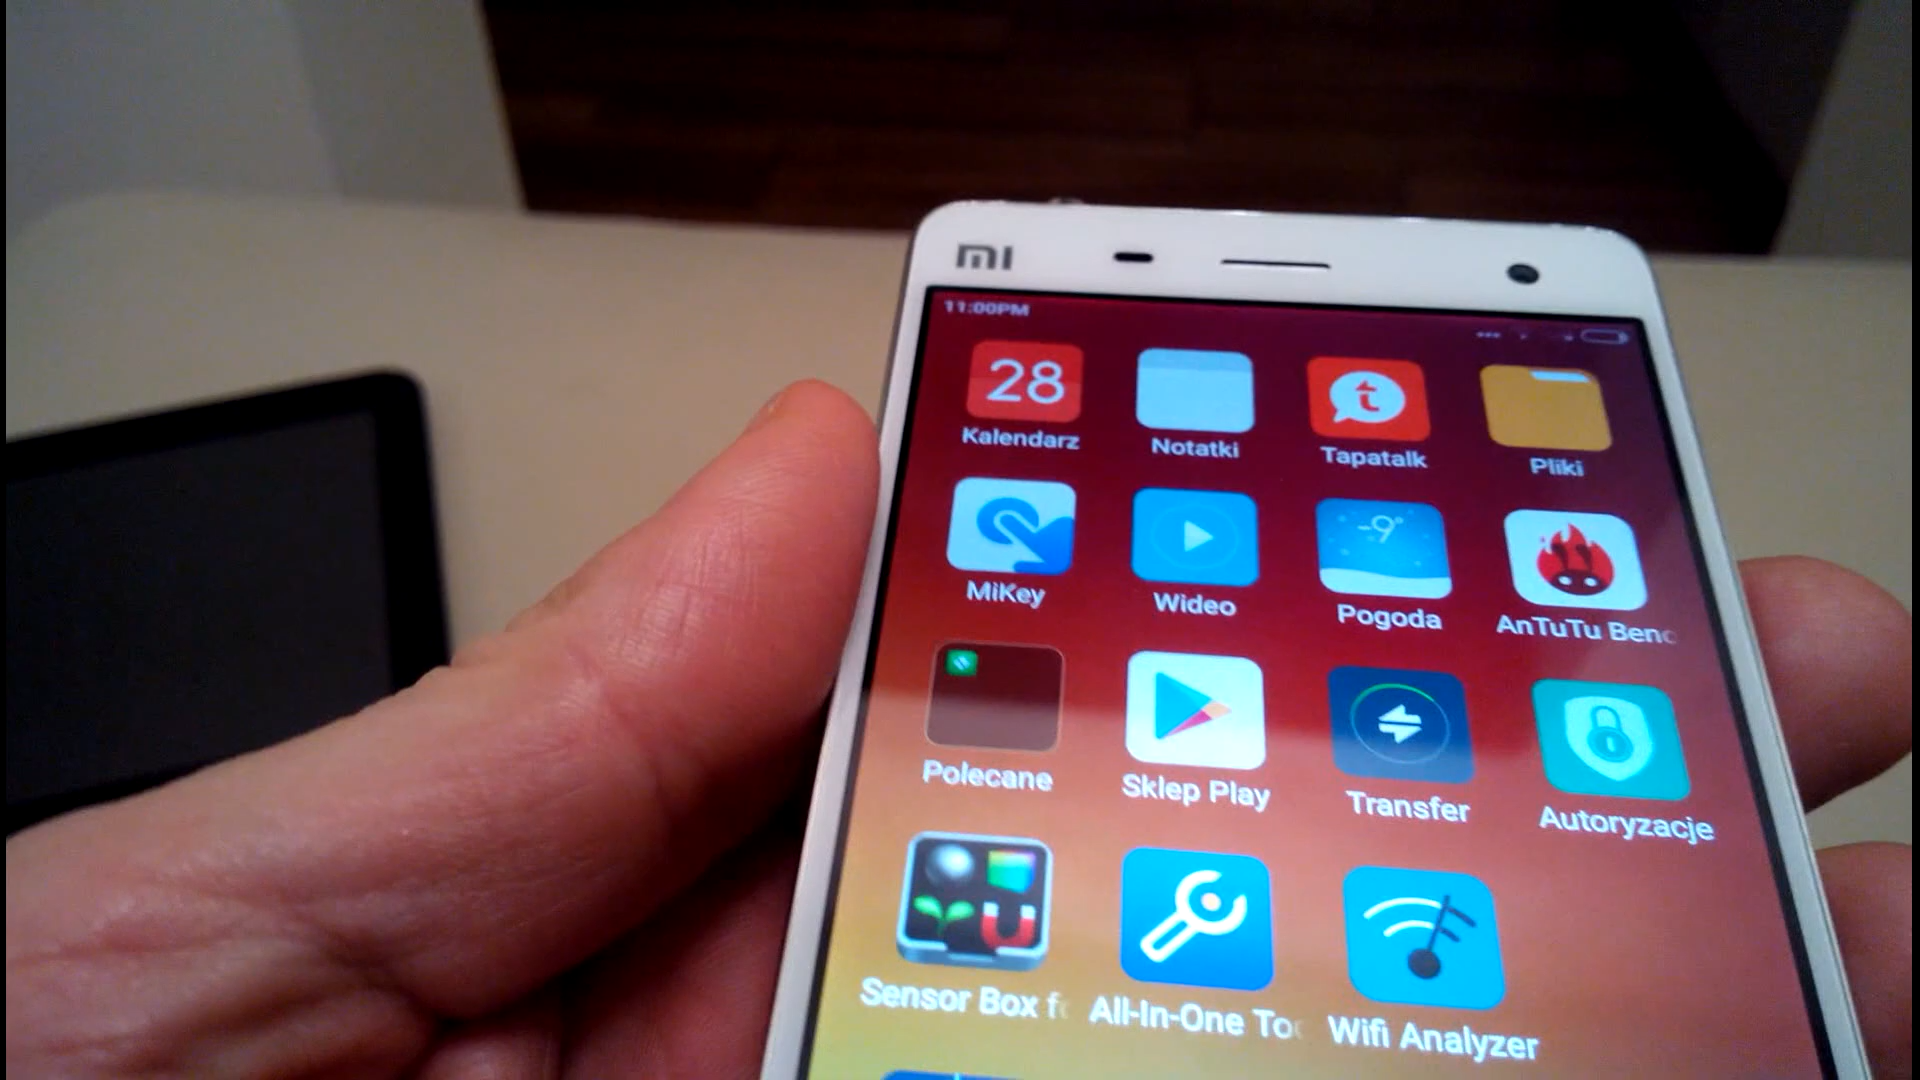 MI
11:00PM
28
Kalendarz
Notatki
Tapatalk
Pliki
-9°
MiKey
Wideo
Pogoda
AnTuTu Benc
Polecane
Sklep Play
Transfer
Autoryzacje
Sensor Box f
All-In-One To
Wifi Analyzer